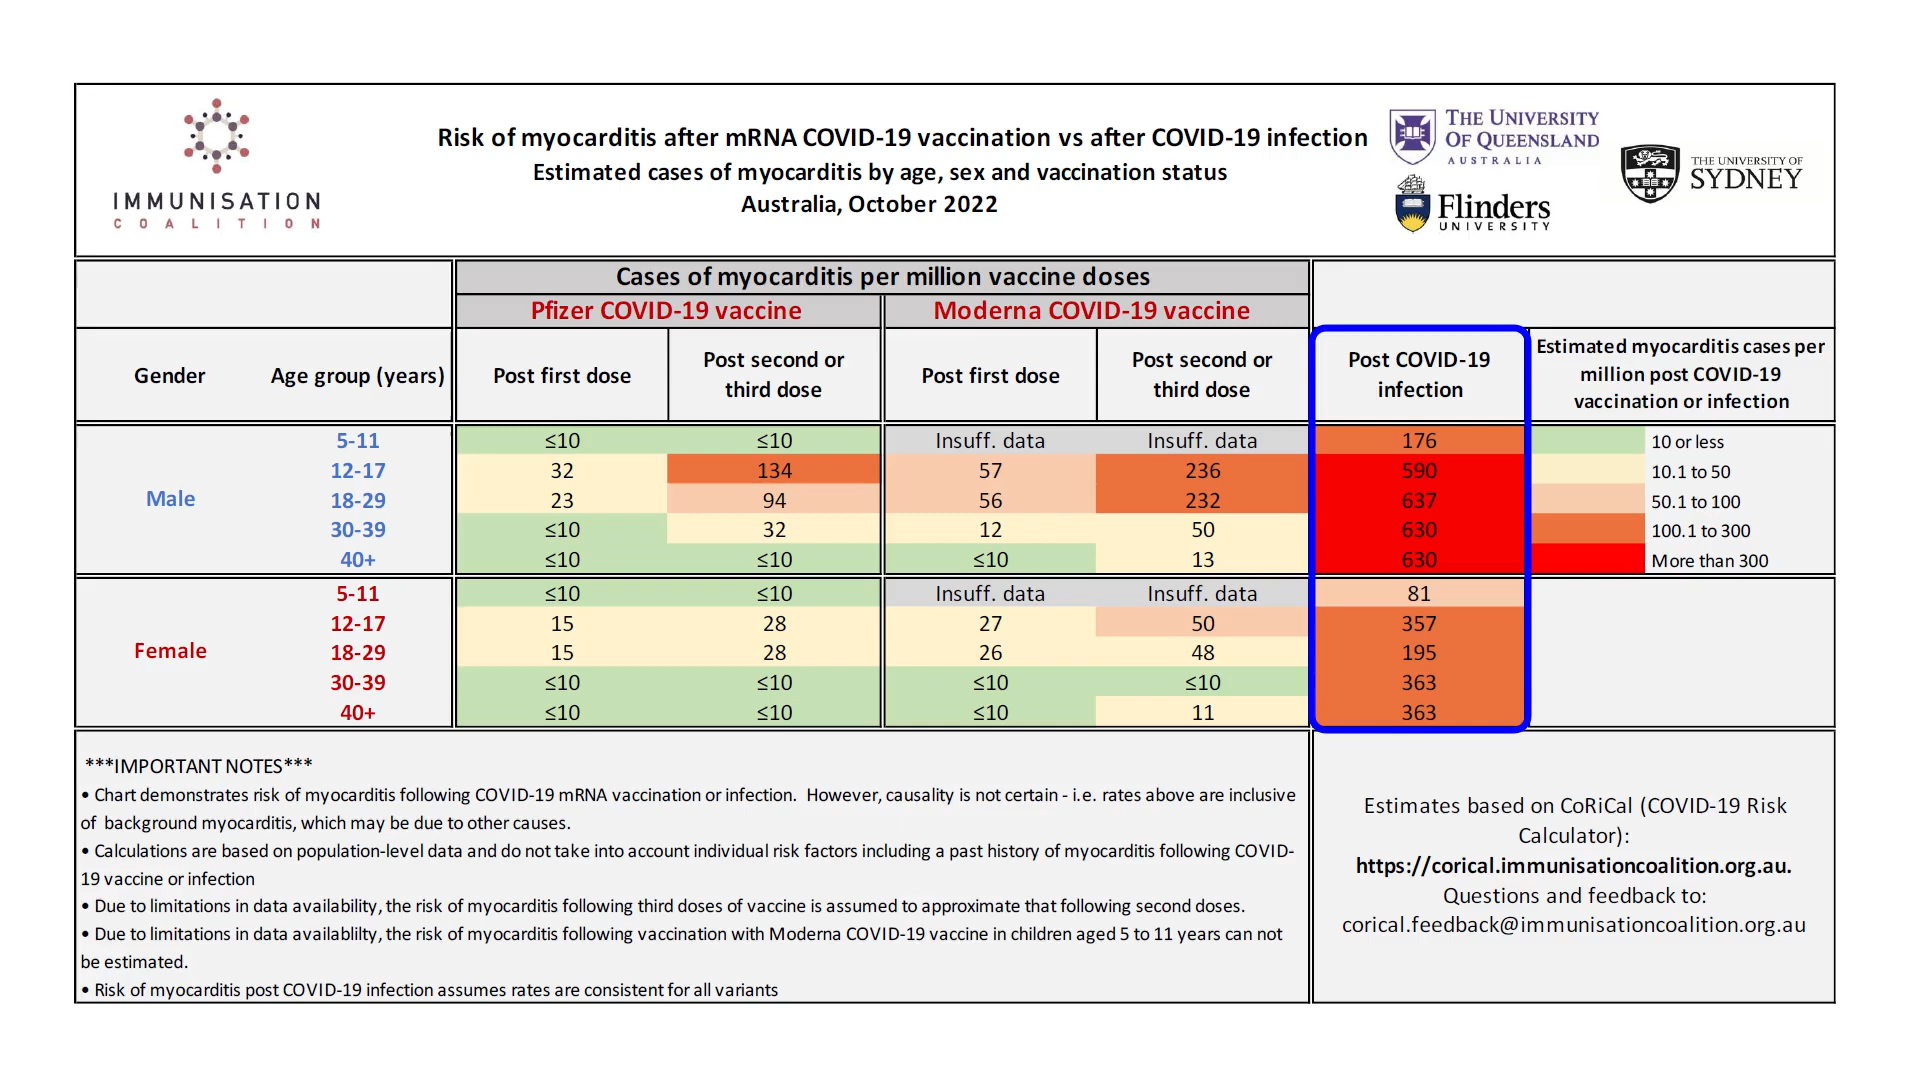 IMMUNISATION
COALITION
Risk of myocarditis after mRNA COVID-19 vaccination vs after COVID-19 infection
Estimated cases of myocarditis by age, sex and vaccination status
Australia, October 2022
THE UNIVERSITY
OF QUEENSLAND
AUSTRALIA
Flinders
UNIVERSITY
THE UNIVERSITY OF
SYDNEY
Cases of myocarditis per million vaccine doses
Pfizer COVID-19 vaccine Moderna COVID-19 vaccine
Gender Age group (years) Post first dose Post second or third dose Post first dose Post second or third dose Post COVID-19 infection Estimated myocarditis cases per million post COVID-19 vaccination or infection
Male
5-11 ≤10 ≤10 Insuff. data Insuff. data 176 10 or less
12-17 32 134 57 236 590 10.1 to 50
18-29 23 94 56 232 637 50.1 to 100
30-39 ≤10 32 12 50 630 100.1 to 300
40+ ≤10 ≤10 ≤10 13 630 More than 300
Female
5-11 ≤10 ≤10 Insuff. data Insuff. data 81
12-17 15 28 27 50 357
18-29 15 28 26 48 195
30-39 ≤10 ≤10 ≤10 ≤10 363
40+ ≤10 ≤10 ≤10 11 363
***IMPORTANT NOTES***
• Chart demonstrates risk of myocarditis following COVID-19 mRNA vaccination or infection. However, causality is not certain - i.e. rates above are inclusive
of background myocarditis, which may be due to other causes.
• Calculations are based on population-level data and do not take into account individual risk factors including a past history of myocarditis following COVID-
19 vaccine or infection
• Due to limitations in data availability, the risk of myocarditis following third doses of vaccine is assumed to approximate that following second doses.
• Due to limitations in data availablilty, the risk of myocarditis following vaccination with Moderna COVID-19 vaccine in children aged 5 to 11 years can not
be estimated.
• Risk of myocarditis post COVID-19 infection assumes rates are consistent for all variants
Estimates based on CoRiCal (COVID-19 Risk
Calculator):
https://corical.immunisationcoalition.org.au.
Questions and feedback to:
corical.feedback@immunisationcoalition.org.au